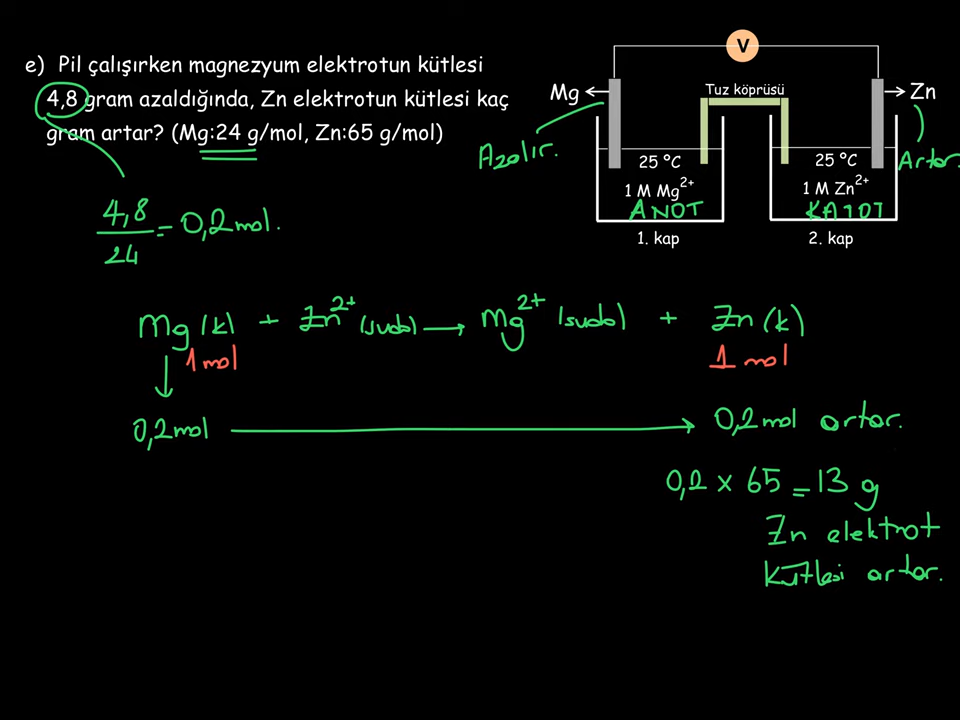 e) Pil çalışırken magnezyum elektrotun kütlesi
4,8 gram azaldığında, Zn elektrotun kütlesi kaç
gram artar? (Mg:24 g/mol, Zn:65 g/mol)
V
Mg
Tuz köprüsü
Zn
Azalır.
Artar.
25 °C
1 M Mg2+
ANOT
1. kap
25 °C
1 M Zn2+
KATOT
2. kap
4,8/24 = 0,2 mol.
Mg(k) + Zn2+ (suda) → Mg2+ (suda) + Zn (k)
1 mol 1 mol
0,2 mol → 0,2 mol artar.
0,2 x 65 = 13 g
Zn elektrot
kütlesi artar.